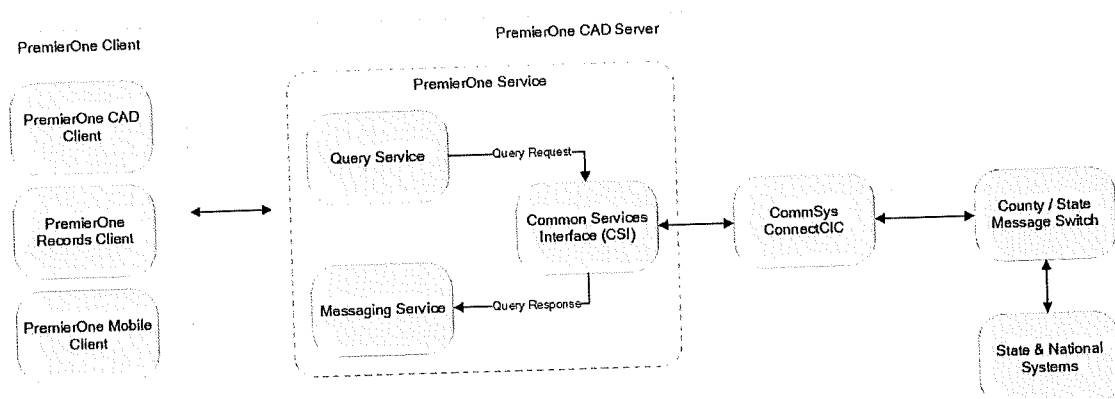 PremierOne Client
PremierOne CAD Server
PremierOne CAD
Client
PremierOne
Records Client
PremierOne Mobile
Client
PremierOne Service
Query Service
Query Request
Common Services
Interface (CSI)
Messaging Service
Query Response
CommSys
ConnectCIC
County / State
Message Switch
State & National
Systems